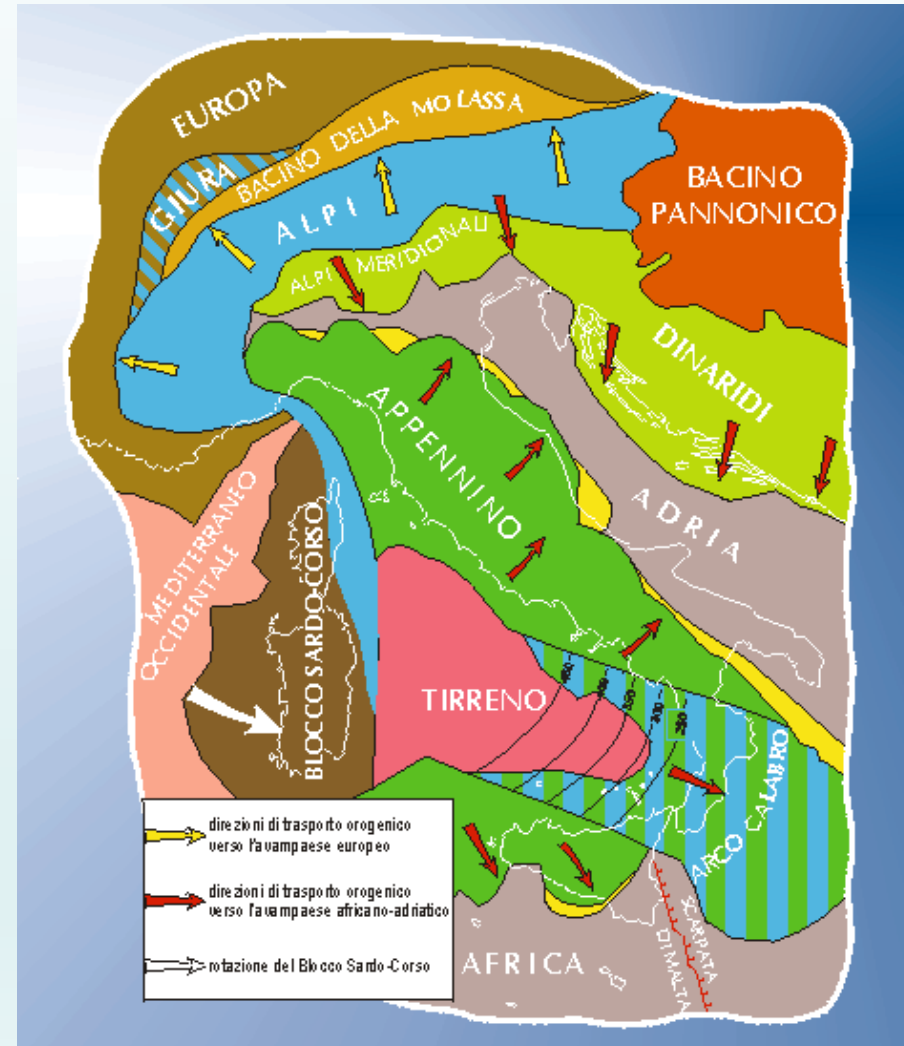 EUROPA
BACINO DELLA MOLASSA
GIURA
ALPI
BACINO
PANNONICO
ALPI MERIDIONALI
DINARIDI
APPENNINO
ADRIA
MEDITERRANEO
OCCIDENTALE
BLOCCO SARDO-CORSO
TIRRENO
ARCO CALABRO
SCARPATA
DI MALTA
AFRICA
direzioni di trasporto orogenico
verso l'avampaese europeo
direzioni di trasporto orogenico
verso l'avampaese africano-adriatico
rotazione del Blocco Sardo-Corso